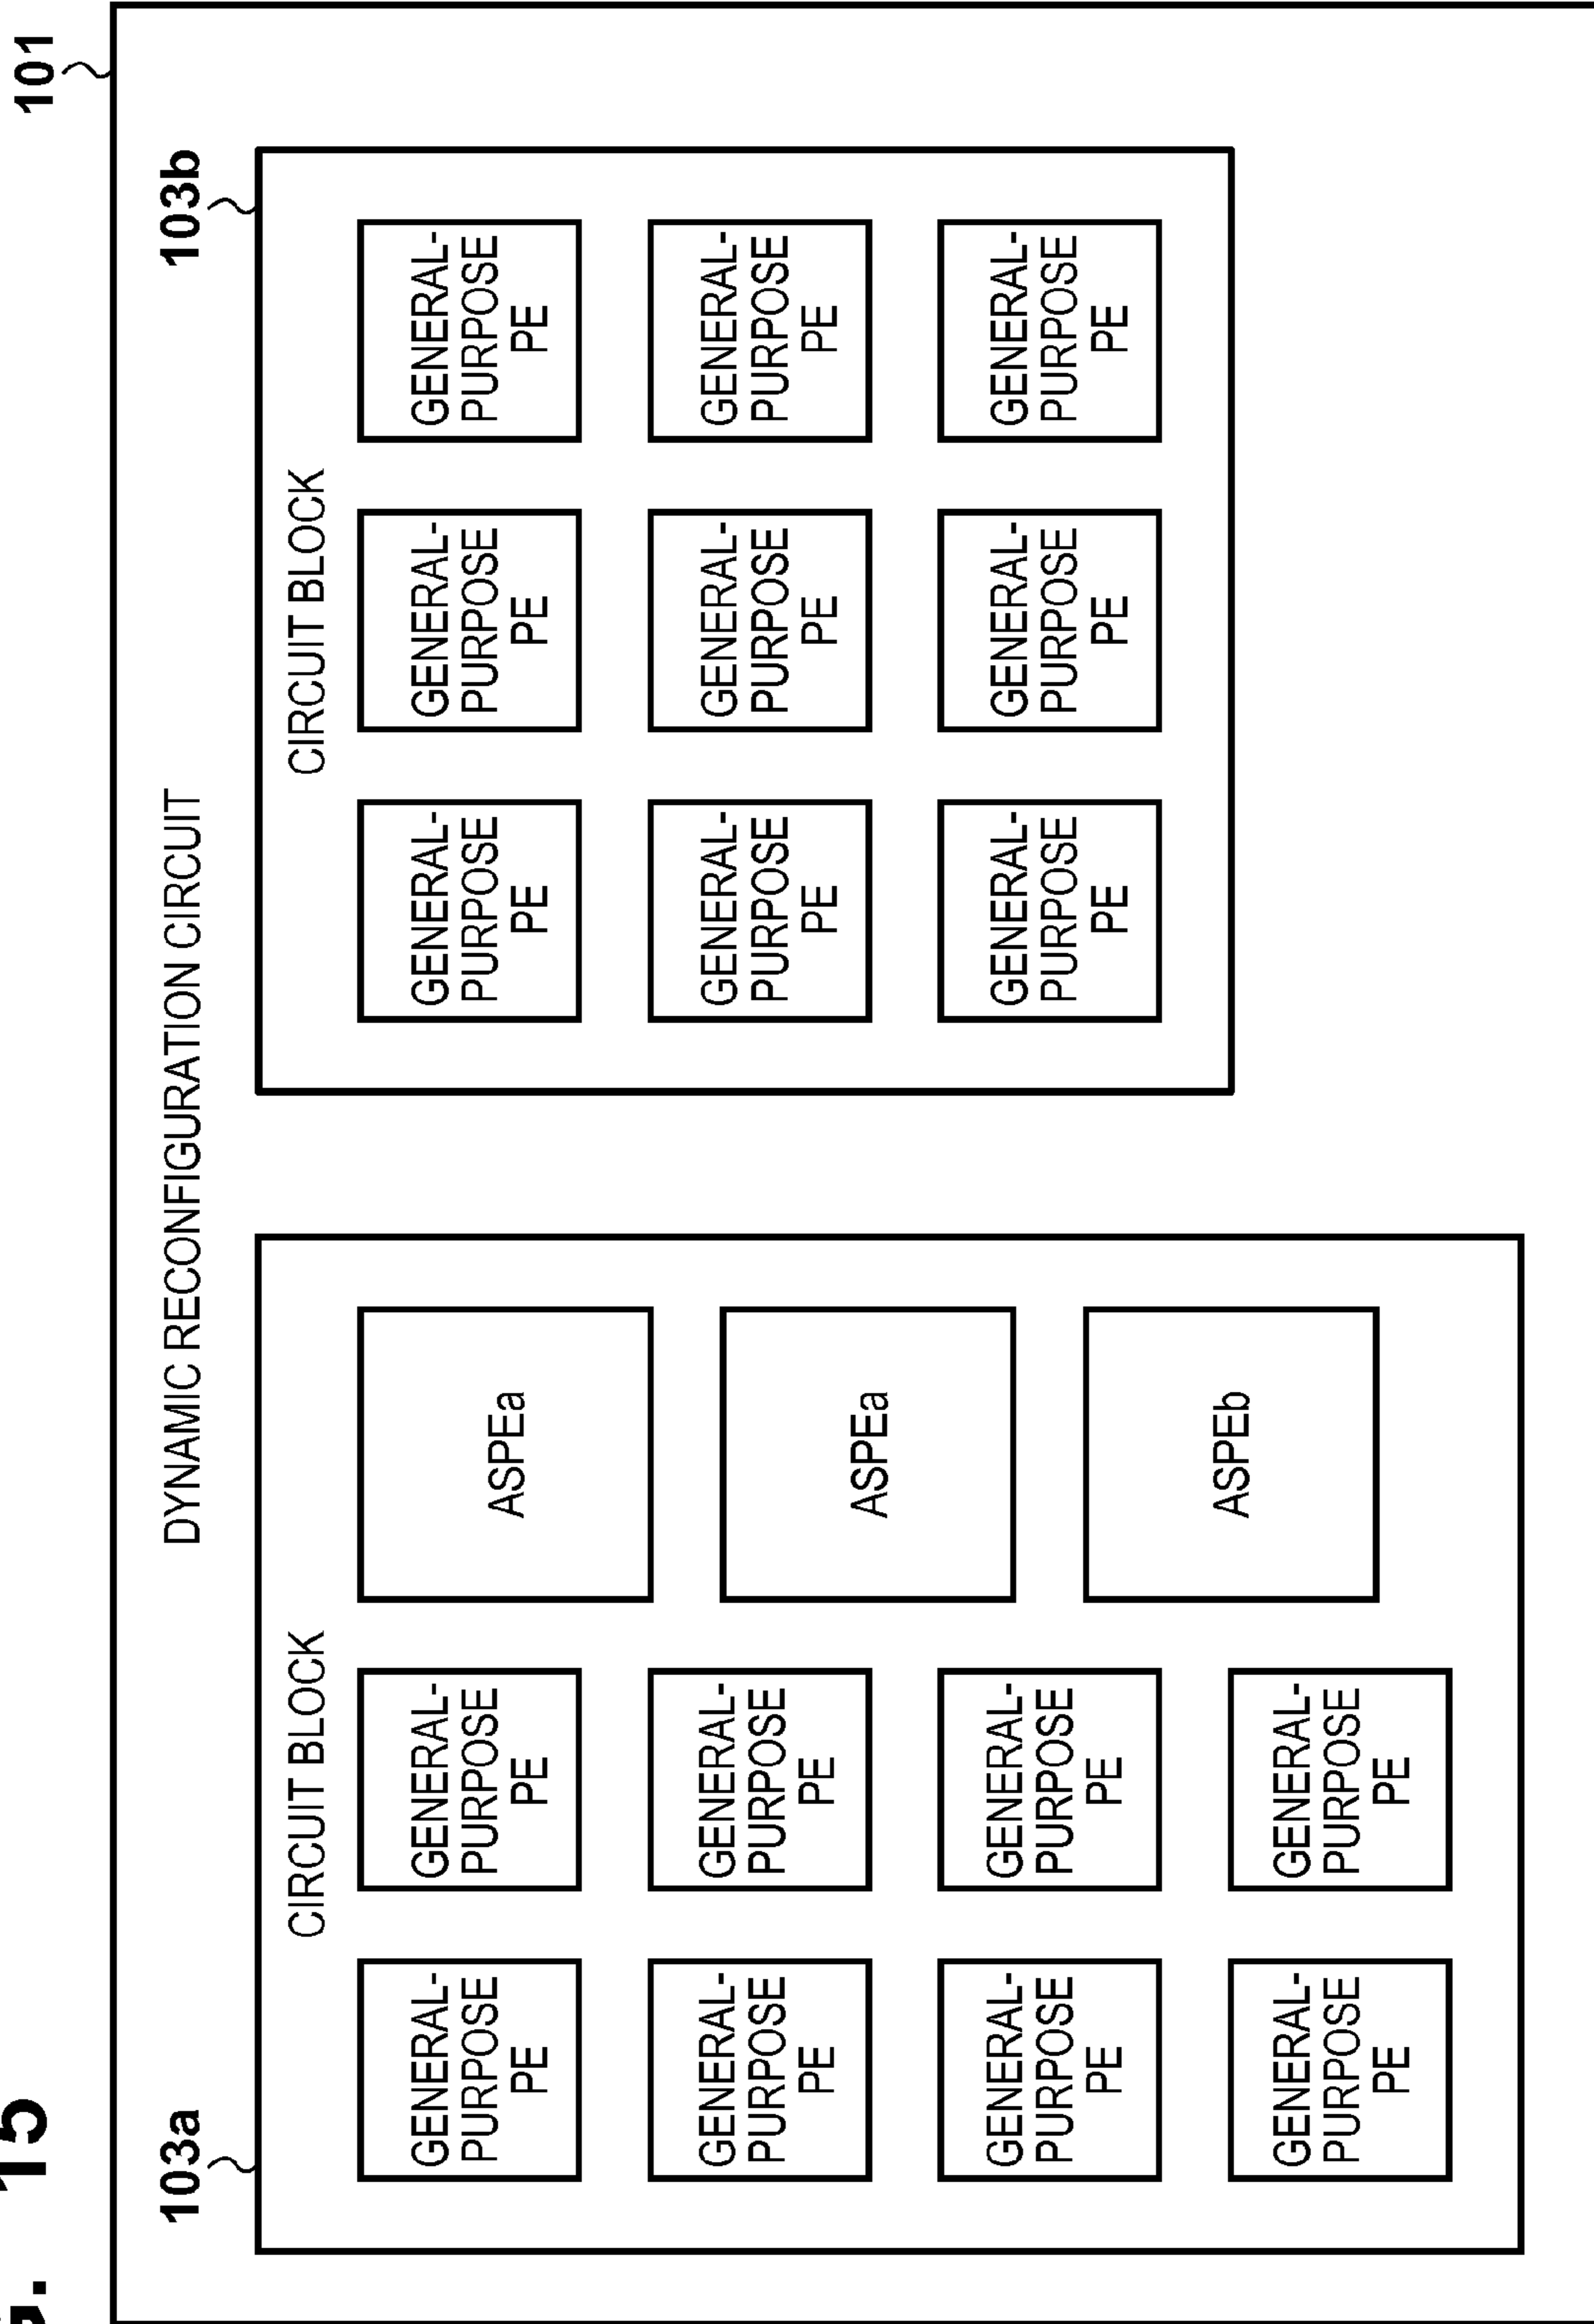 G. 15
101
DYNAMIC RECONFIGURATION CIRCUIT
103a
CIRCUIT BLOCK
GENERAL-
PURPOSE
PE
GENERAL-
PURPOSE
PE
ASPEa
GENERAL-
PURPOSE
PE
GENERAL-
PURPOSE
PE
ASPEa
GENERAL-
PURPOSE
PE
GENERAL-
PURPOSE
PE
ASPEb
GENERAL-
PURPOSE
PE
GENERAL-
PURPOSE
PE
103b
CIRCUIT BLOCK
GENERAL-
PURPOSE
PE
GENERAL-
PURPOSE
PE
GENERAL-
PURPOSE
PE
GENERAL-
PURPOSE
PE
GENERAL-
PURPOSE
PE
GENERAL-
PURPOSE
PE
GENERAL-
PURPOSE
PE
GENERAL-
PURPOSE
PE
GENERAL-
PURPOSE
PE